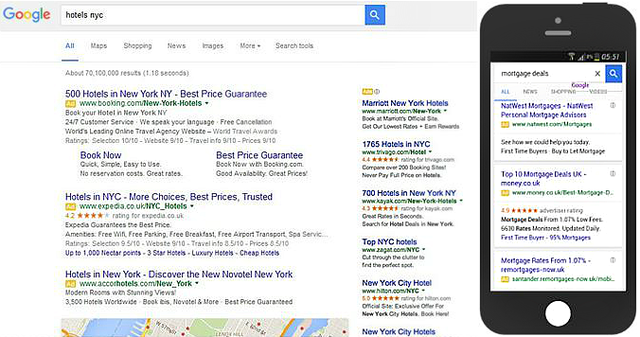 Google
hotels nyc
All Maps Shopping News Images More Search tools
About 70,100,000 results (1.18 seconds)
500 Hotels in New York NY - Best Price Guarantee
Ad www.booking.com/New-York-Hotels
Book your Hotel in New York NY
24/7 Customer Service · We speak your language · Free Cancellation
World's Leading Online Travel Agency Website – World Travel Awards
Ratings: Selection 10/10 - Website 9/10 - Travel info 9/10 - Prices 9/10
Book Now
Quick, Simple, Easy to Use.
No reservation costs. Great rates.
Best Price Guarantee
Book Now with Booking.com.
Good Availability. Great Prices!
Hotels in NYC - More Choices, Best Prices, Trusted
Ad www.expedia.co.uk/NYC_Hotels
4.2 ★★★★ rating for expedia.co.uk
Expedia Guarantees the Best Price.
Amenities: Free Wifi, Free Parking, Free Breakfast, Free Airport Transport, Spa Servic...
Ratings: Selection 9.5/10 - Website 9/10 - Travel info 8.5/10 - Prices 8.5/10
Up to 1,000 Nectar points - 3 Star Hotels - Luxury Hotels - Cheap Hotels
Hotels in New York - Discover the New Novotel New York
Ad www.accorhotels.com/New_York
Modern Rooms with Stunning Views!
3,500 Hotels Worldwide · Book ibis, Novotel & More · Best Price Guaranteed
Ads
Marriott New York Hotel
www.marriott.com/New-York
Book at Marriott's Official Site.
Get Our Lowest Rates + Earn Rewards
1765 Hotels in NYC
www.trivago.com/Hotel
4.4 ★★★★ rating for trivago.com
Compare over 200 Booking Sites!
Never Pay Full Price on Hotels.
700 Hotels in New York NY
www.kayak.com/New-York-Hotels
4.3 ★★★★ rating for kayak.com
Great Rates in Seconds.
Search for Hotel Deals in New York.
Top NYC hotels
www.zagat.com
Cut through the clutter to
find the perfect spot.
New York City Hotel
www.hilton.com/NYC
5.0 ★★★★★ rating for hilton.com
Official Site: Exclusive Offer For
New York City Hotels. Book Here!
New York City Hotels
05:51
mortgage deals
Google
ALL NEWS SHOPPING VIDEOS
NatWest Mortgages - NatWest
Personal Mortgage Advisors
Ad www.natwest.com/Mortgages
See how we could help you today.
First Time Buyers · Buy to Let Mortgage
Top 10 Mortgage Deals UK -
money.co.uk
Ad www.money.co.uk/Best-Mortgage-D...
4.9 ★★★★★ advertiser rating
Mortgage Deals From 1.07% Low Fees.
6630 Rates Monitored. Updated Daily.
First Time Buyer - 95% Mortgages
Mortgage Rates From 1.07% -
remortgages-now.uk
Ad santander.remortgages-now.uk/mobi...